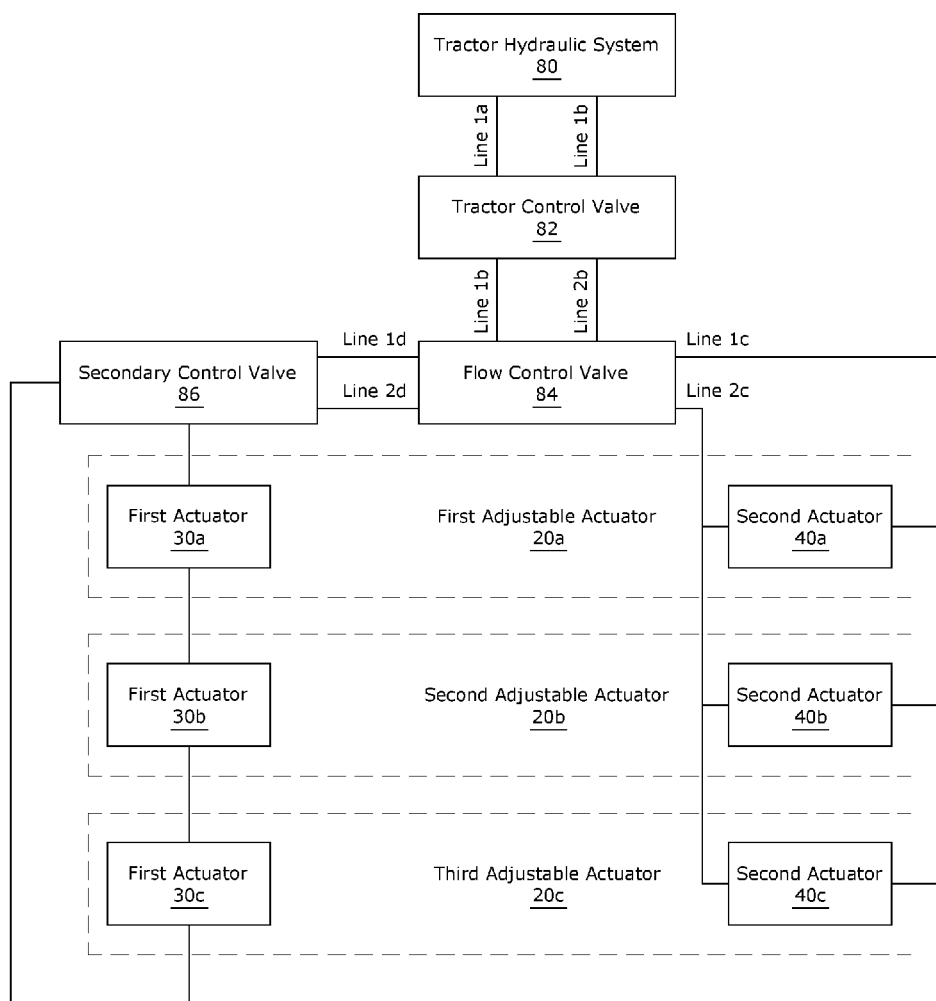 Tractor Hydraulic System
80
Line 1a
Line 1b
Tractor Control Valve
82
Line 1b
Line 2b
Line 1d
Line 1c
Secondary Control Valve
86
Flow Control Valve
84
Line 2d
Line 2c
First Actuator
30a
First Adjustable Actuator
20a
Second Actuator
40a
First Actuator
30b
Second Adjustable Actuator
20b
Second Actuator
40b
First Actuator
30c
Third Adjustable Actuator
20c
Second Actuator
40c